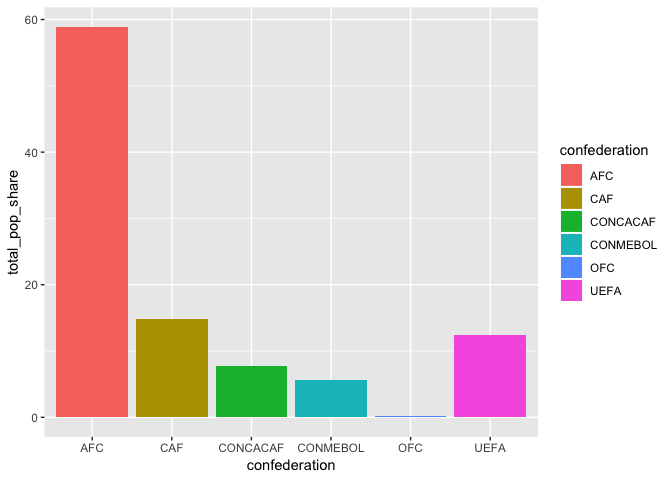 60
40
20
0
total_pop_share
AFC CAF CONCACAF CONMEBOL OFC UEFA
confederation
confederation
AFC
CAF
CONCACAF
CONMEBOL
OFC
UEFA